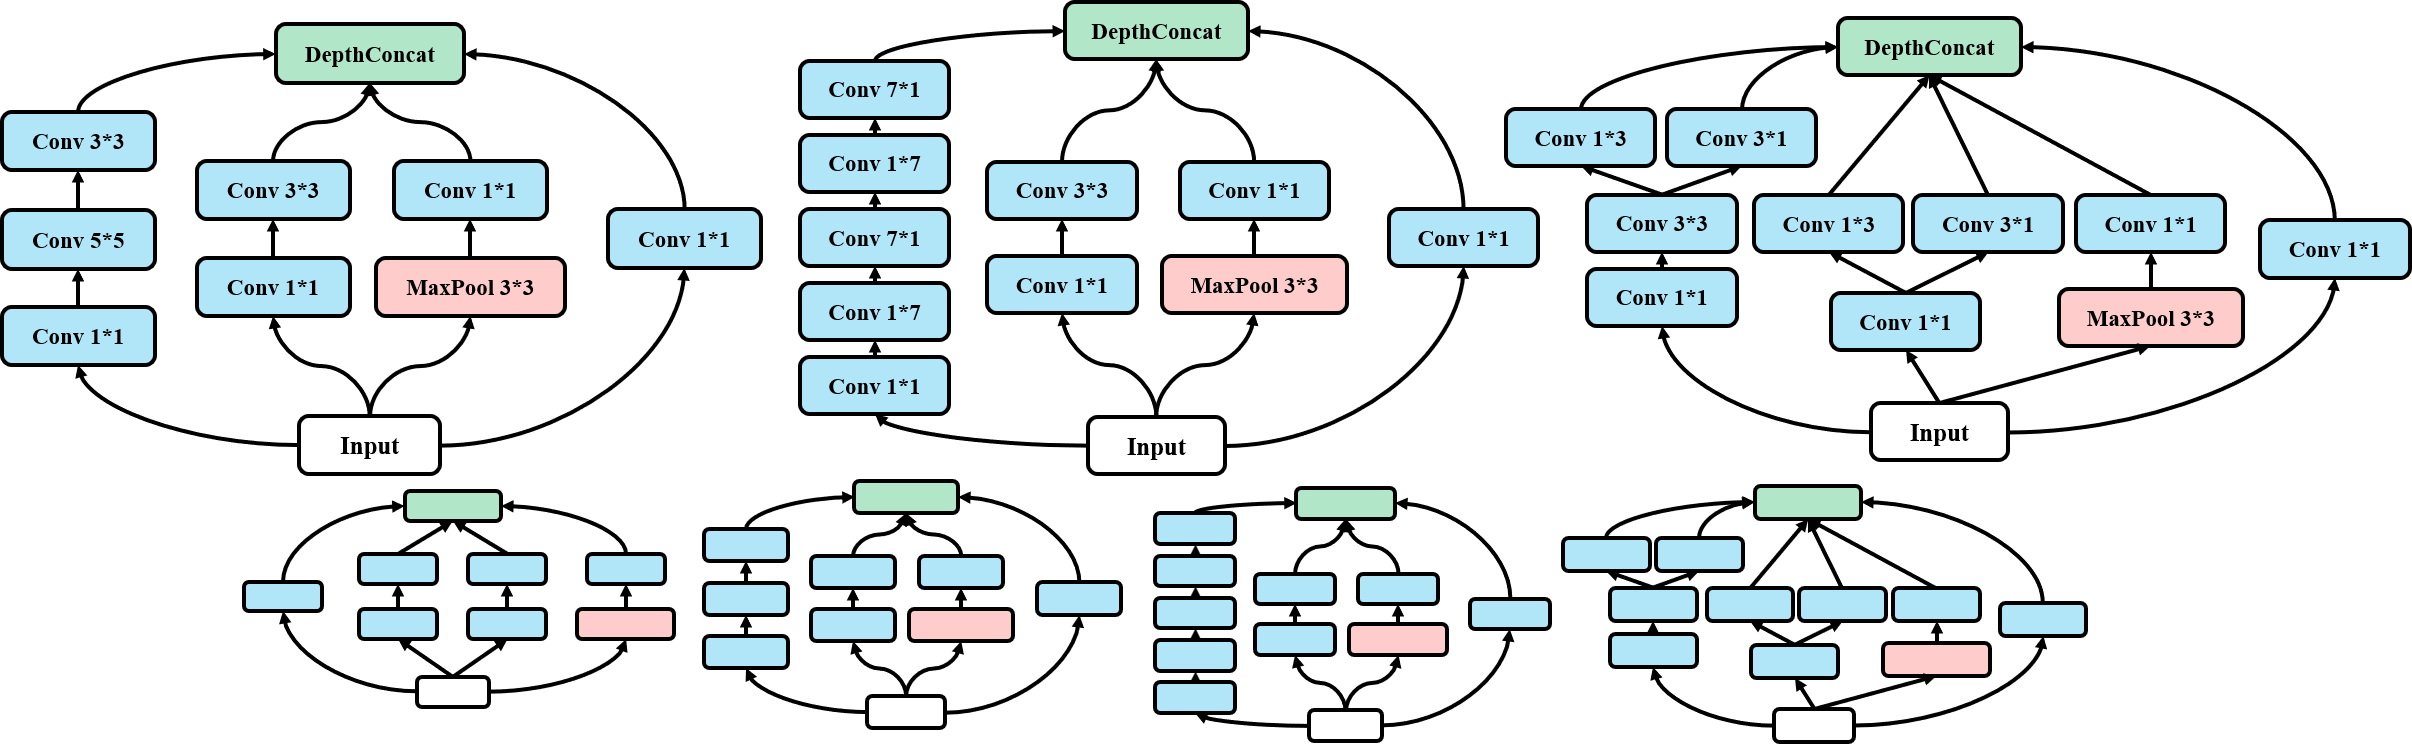 DepthConcat
Conv 3*3
Conv 3*3
Conv 1*1
Conv 5*5
Conv 1*1
Conv 1*1
MaxPool 3*3
Conv 1*1
Input
DepthConcat
Conv 7*1
Conv 1*7
Conv 3*3
Conv 1*1
Conv 7*1
Conv 1*1
Conv 1*1
MaxPool 3*3
Conv 1*7
Conv 1*1
Input
DepthConcat
Conv 1*3
Conv 3*1
Conv 3*3
Conv 1*3
Conv 3*1
Conv 1*1
Conv 1*1
Conv 1*1
Conv 1*1
MaxPool 3*3
Input